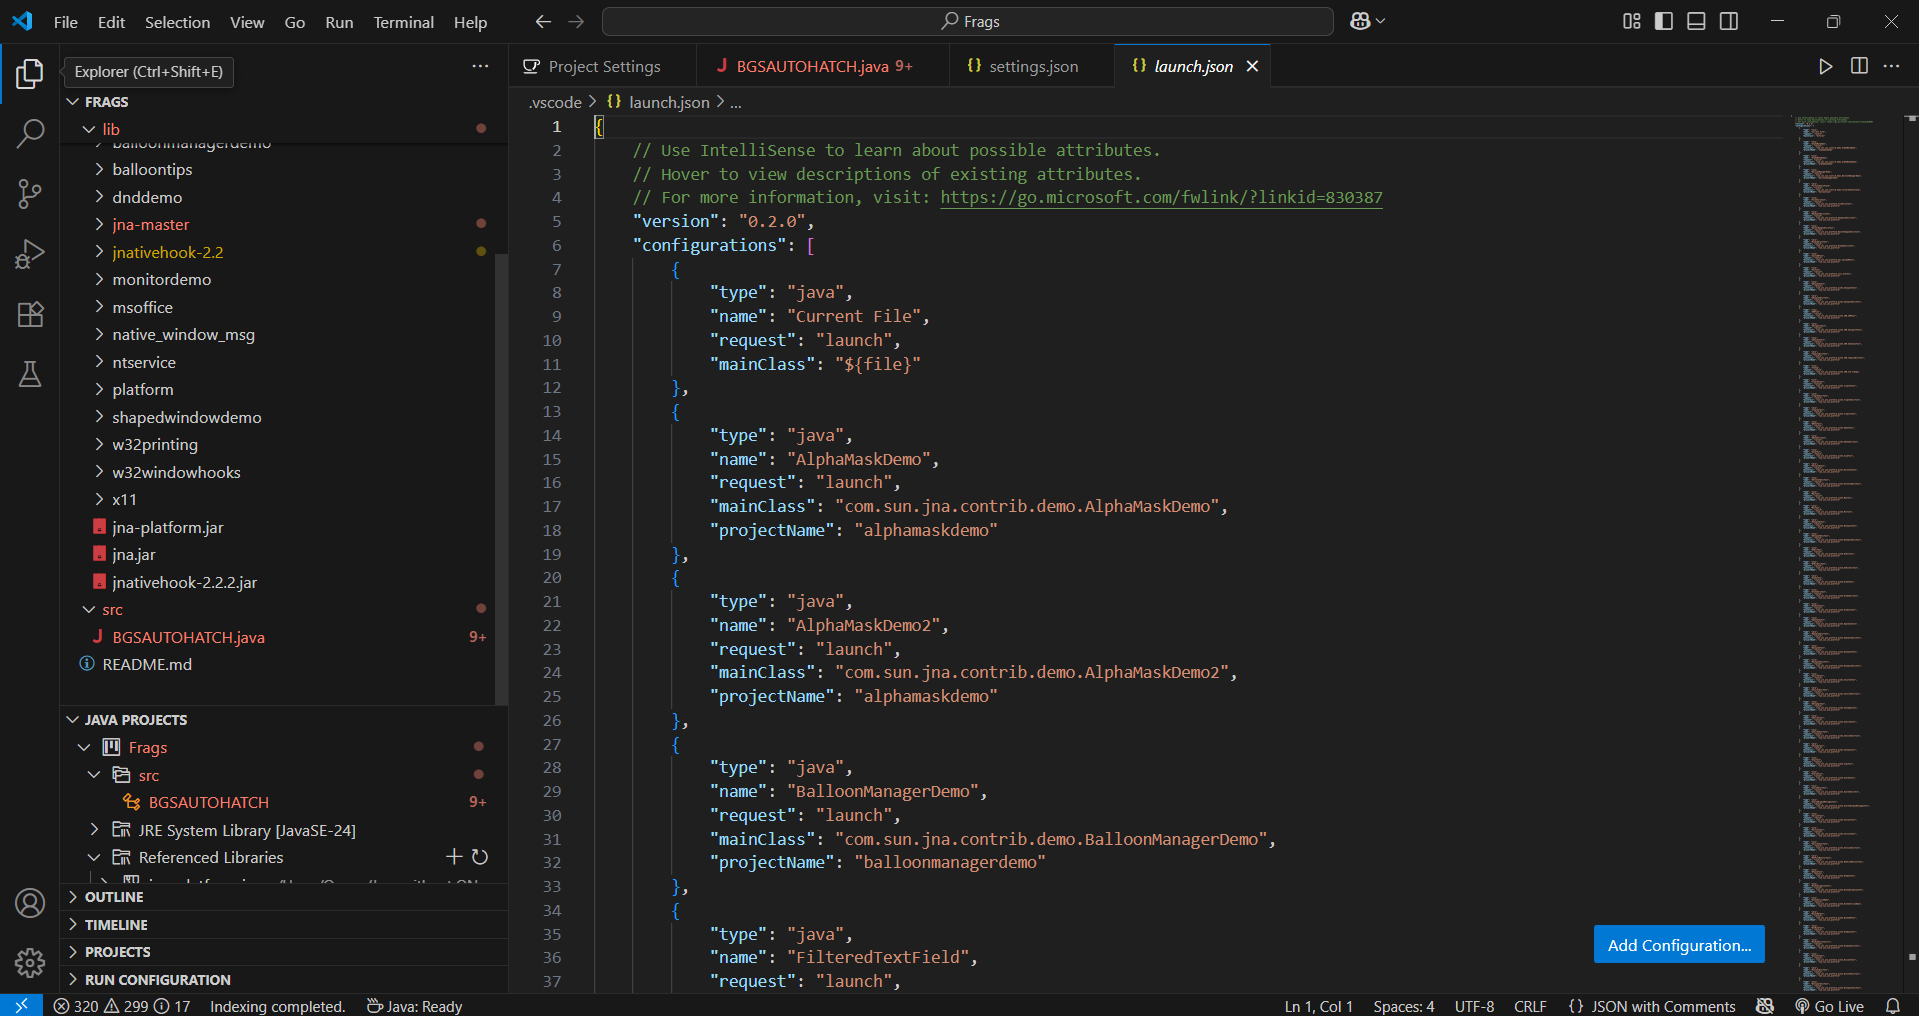 File Edit Selection View Go Run Terminal Help
Frags
Explorer (Ctrl+Shift+E)
FRAGS
lib
balloonmanagerdemo
balloontips
dnddemo
jna-master
jnativehook-2.2
monitordemo
msoffice
native_window_msg
ntservice
platform
shapedwindowdemo
w32printing
w32windowhooks
x11
jna-platform.jar
jna.jar
jnativehook-2.2.2.jar
src
BGSAUTOHATCH.java 9+
README.md
JAVA PROJECTS
Frags
src
BGSAUTOHATCH 9+
JRE System Library [JavaSE-24]
Referenced Libraries
OUTLINE
TIMELINE
PROJECTS
RUN CONFIGURATION
Project Settings
BGSAUTOHATCH.java 9+
settings.json
launch.json
.vscode > {} launch.json > ...
1 {
2 // Use IntelliSense to learn about possible attributes.
3 // Hover to view descriptions of existing attributes.
4 // For more information, visit: https://go.microsoft.com/fwlink/?linkid=830387
5 "version": "0.2.0",
6 "configurations": [
7 {
8 "type": "java",
9 "name": "Current File",
10 "request": "launch",
11 "mainClass": "${file}"
12 },
13 {
14 "type": "java",
15 "name": "AlphaMaskDemo",
16 "request": "launch",
17 "mainClass": "com.sun.jna.contrib.demo.AlphaMaskDemo",
18 "projectName": "alphamaskdemo"
19 },
20 {
21 "type": "java",
22 "name": "AlphaMaskDemo2",
23 "request": "launch",
24 "mainClass": "com.sun.jna.contrib.demo.AlphaMaskDemo2",
25 "projectName": "alphamaskdemo"
26 },
27 {
28 "type": "java",
29 "name": "BalloonManagerDemo",
30 "request": "launch",
31 "mainClass": "com.sun.jna.contrib.demo.BalloonManagerDemo",
32 "projectName": "balloonmanagerdemo"
33 },
34 {
35 "type": "java",
36 "name": "FilteredTextField",
37 "request": "launch",
Add Configuration...
320 299 17 Indexing completed. Java: Ready
Ln 1, Col 1 Spaces: 4 UTF-8 CRLF {} JSON with Comments Go Live